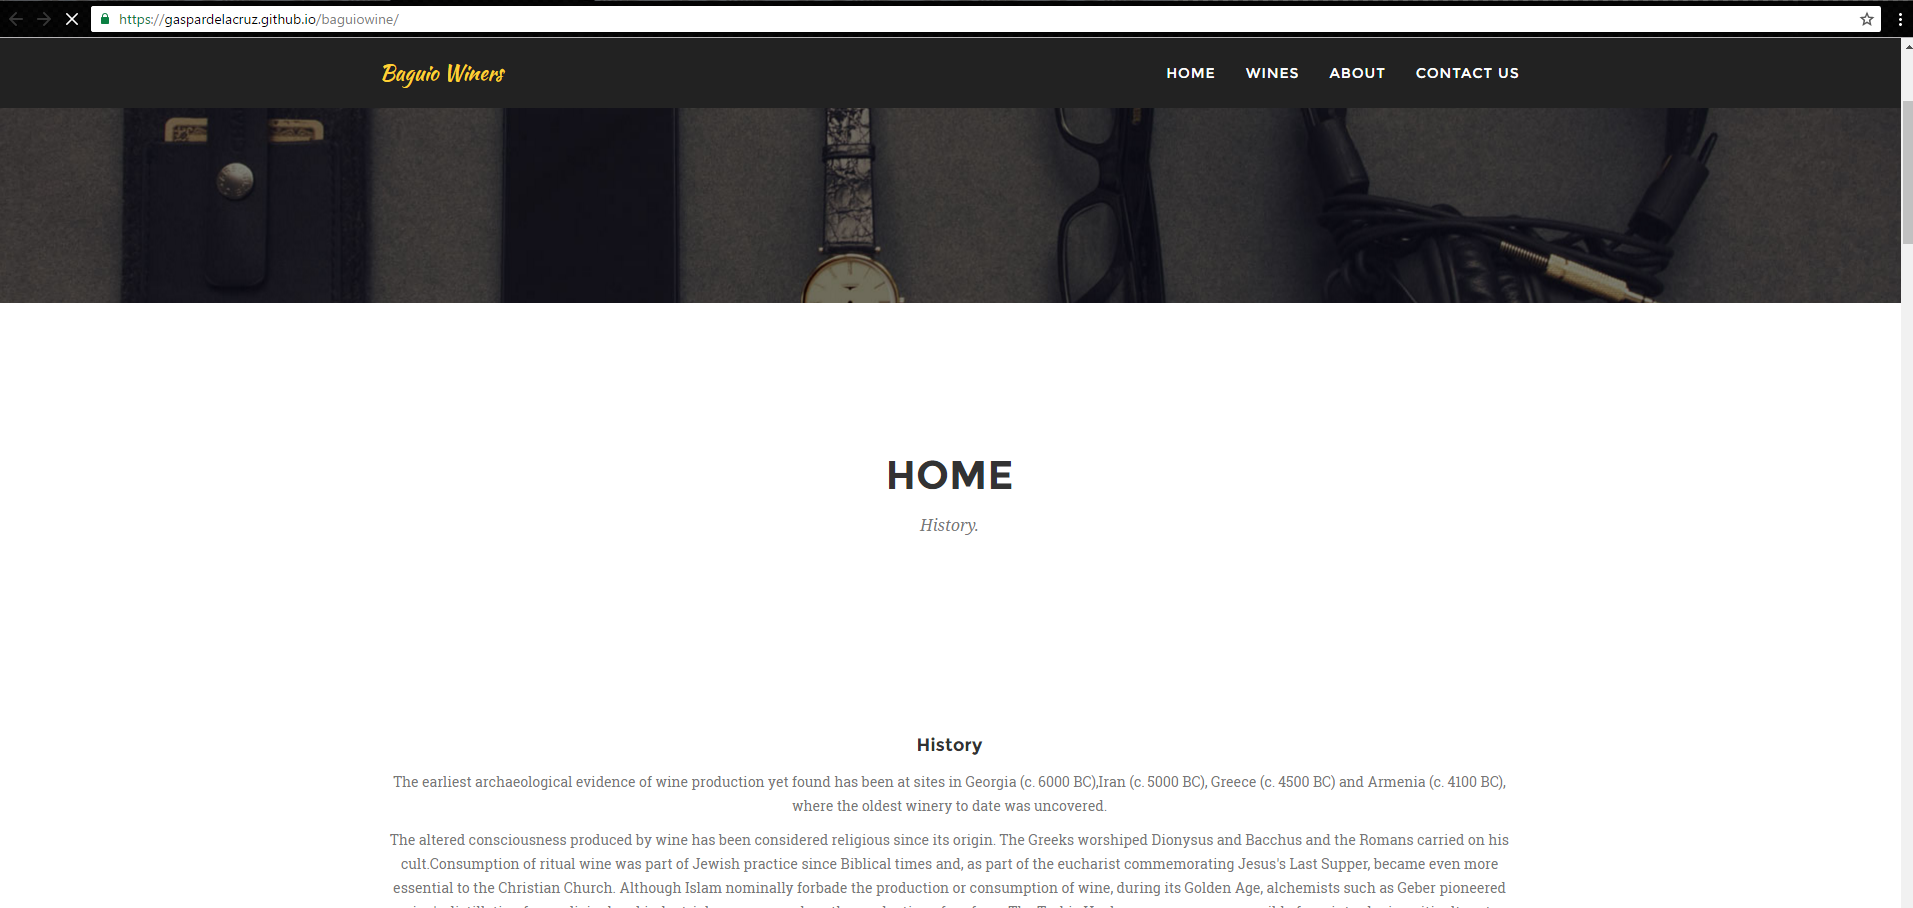 https://gaspardelacruz.github.io/baguiowine/
Baguio Winers
HOME WINES ABOUT CONTACT US
HOME
History.
History
The earliest archaeological evidence of wine production yet found has been at sites in Georgia (c. 6000 BC),Iran (c. 5000 BC), Greece (c. 4500 BC) and Armenia (c. 4100 BC),
where the oldest winery to date was uncovered.
The altered consciousness produced by wine has been considered religious since its origin. The Greeks worshiped Dionysus and Bacchus and the Romans carried on his
cult.Consumption of ritual wine was part of Jewish practice since Biblical times and, as part of the eucharist commemorating Jesus's Last Supper, became even more
essential to the Christian Church. Although Islam nominally forbade the production or consumption of wine, during its Golden Age, alchemists such as Geber pioneered